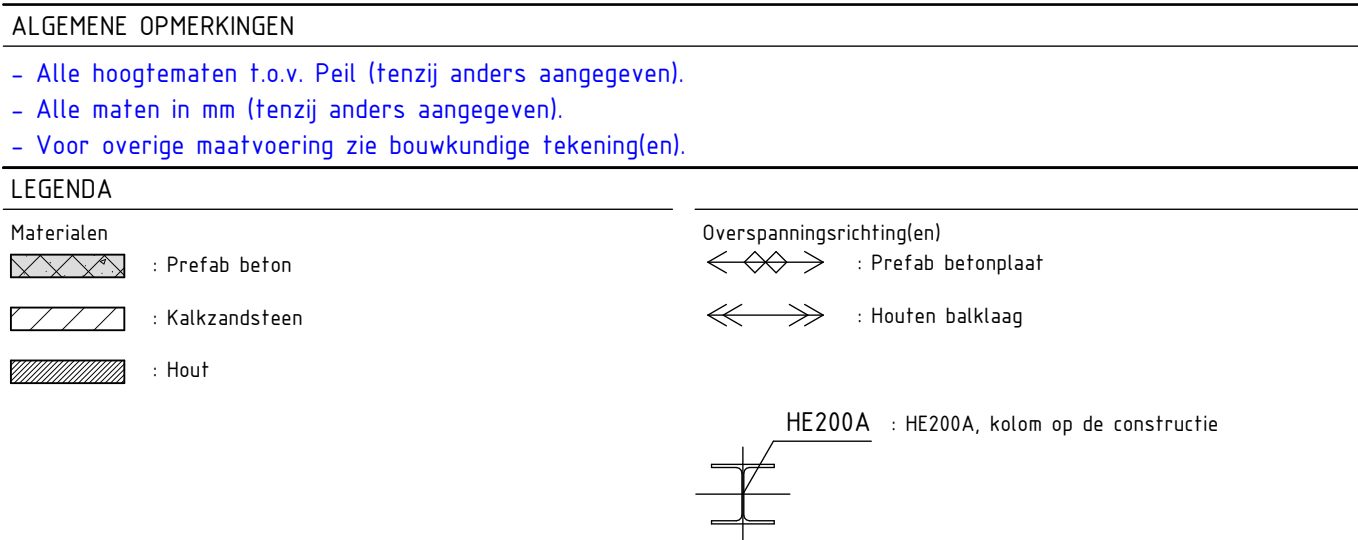 ALGEMENE OPMERKINGEN
- Alle hoogtematen t.o.v. Peil (tenzij anders aangegeven).
- Alle maten in mm (tenzij anders aangegeven).
- Voor overige maatvoering zie bouwkundige tekening(en).
LEGENDA
Materialen
: Prefab beton
: Kalkzandsteen
: Hout
Overspanningsrichting(en)
: Prefab betonplaat
: Houten balklaag
HE200A : HE200A, kolom op de constructie